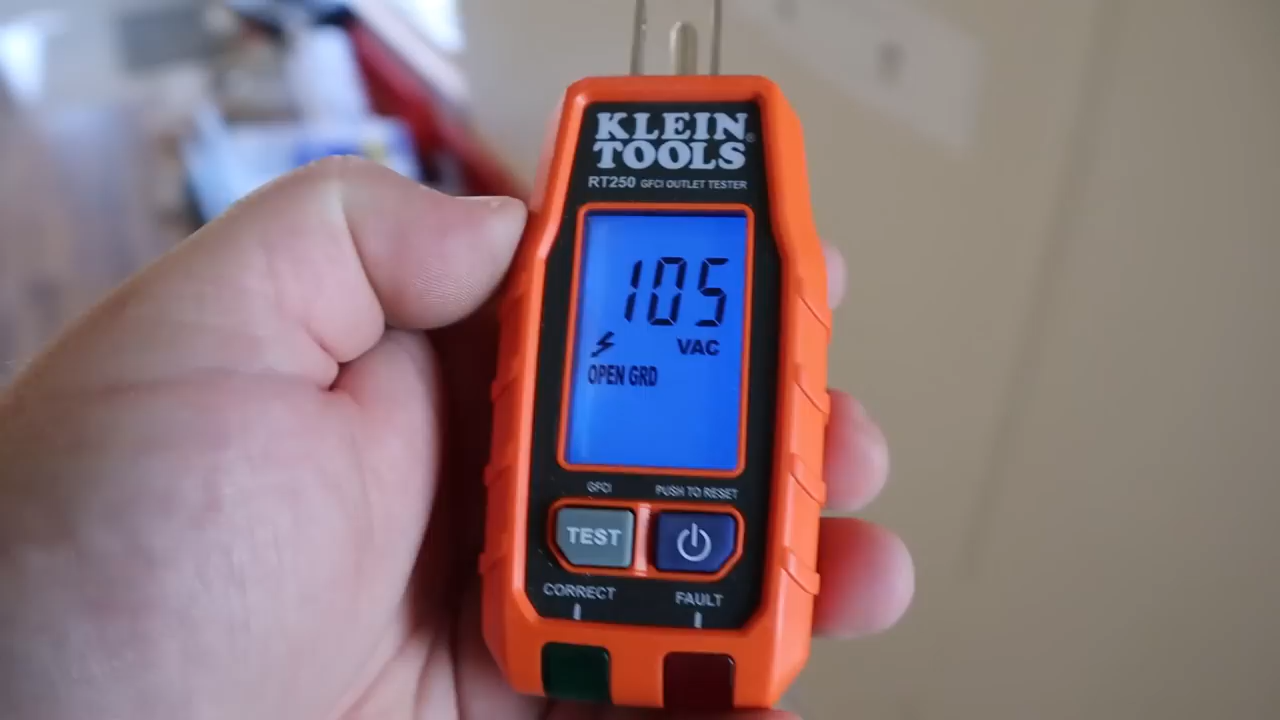 KLEIN
TOOLS®
RT250 GFCI OUTLET TESTER
105
VAC
OPEN GRD
GFCI PUSH TO RESET
TEST
CORRECT FAULT